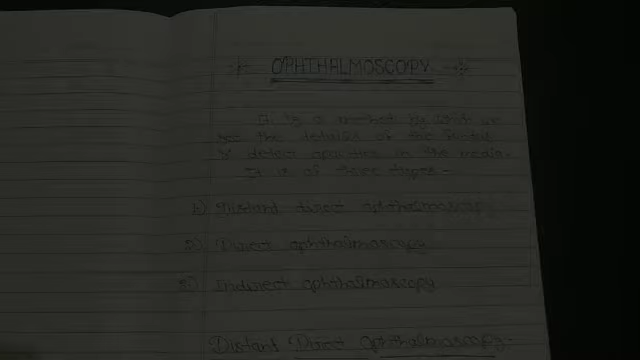 OPHTHALMOSCOPY
It is a method by which we
see the details of the fundus
& detect opacities in the media.
It is of three types -
1) Distant direct ophthalmoscopy
2) Direct ophthalmoscopy
3) Indirect ophthalmoscopy
Distant Direct Ophthalmoscopy-